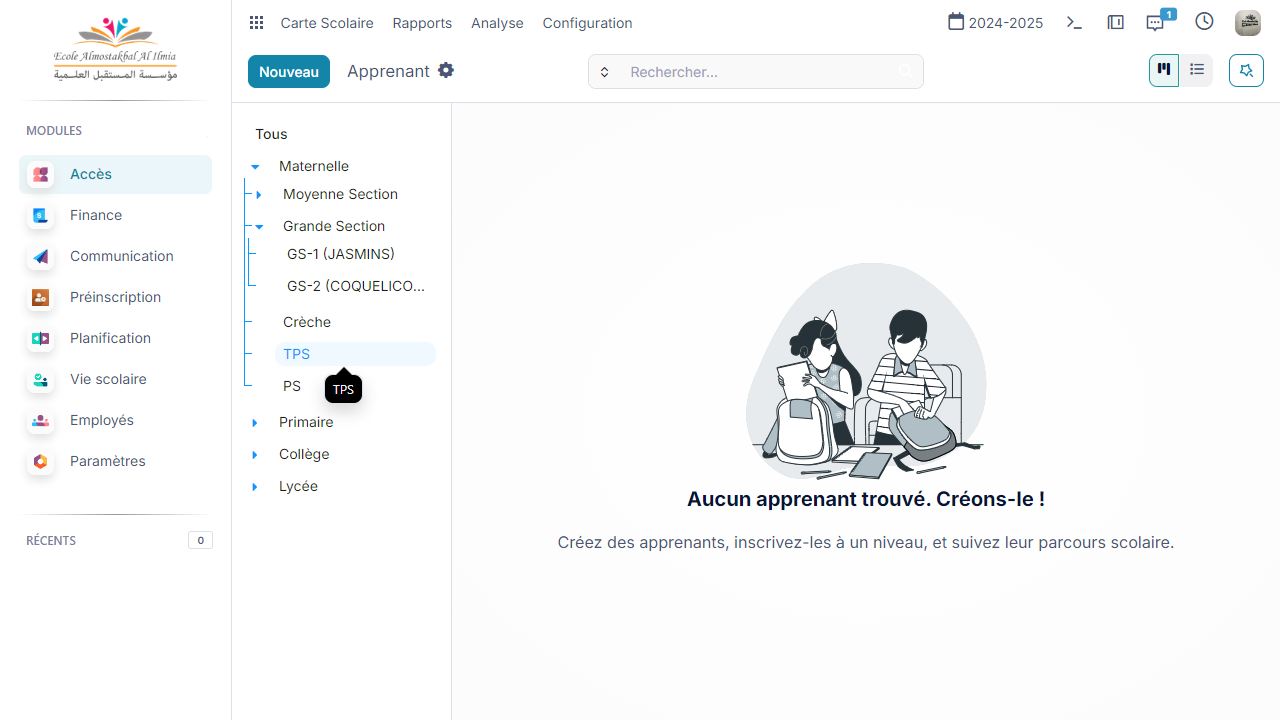 Ecole Almostakbal Al Ilmia
مؤسسة المستقبل العلمية
MODULES
Accès
Finance
Communication
Préinscription
Planification
Vie scolaire
Employés
Paramètres
RÉCENTS 0
Carte Scolaire Rapports Analyse Configuration 2024-2025 1
Nouveau Apprenant Rechercher...
Tous
Maternelle
Moyenne Section
Grande Section
GS-1 (JASMINS)
GS-2 (COQUELICO...
Crèche
TPS
PS
TPS
Primaire
Collège
Lycée
Aucun apprenant trouvé. Créons-le !
Créez des apprenants, inscrivez-les à un niveau, et suivez leur parcours scolaire.